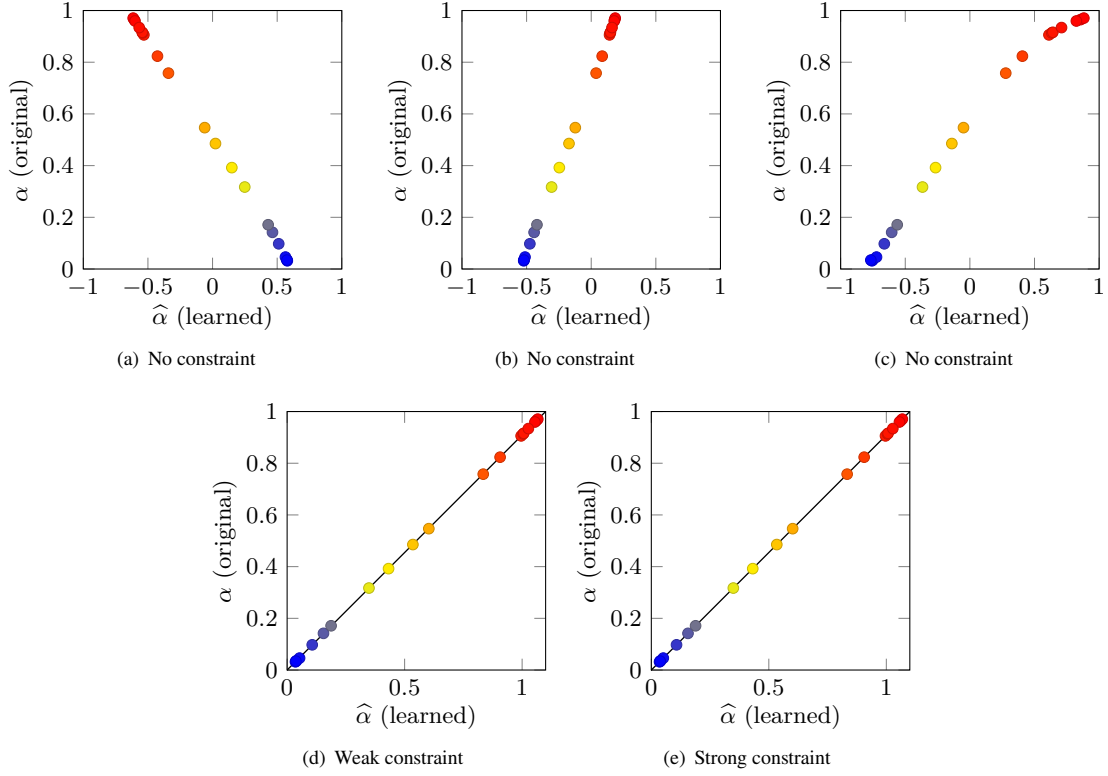 1
0.8
0.6
0.4
0.2
0
α (original)
−1 −0.5 0 0.5 1
α̂ (learned)
(a) No constraint
1
0.8
0.6
0.4
0.2
0
α (original)
−1 −0.5 0 0.5 1
α̂ (learned)
(b) No constraint
1
0.8
0.6
0.4
0.2
0
α (original)
−1 −0.5 0 0.5 1
α̂ (learned)
(c) No constraint
1
0.8
0.6
0.4
0.2
0
α (original)
0 0.5 1
α̂ (learned)
(d) Weak constraint
1
0.8
0.6
0.4
0.2
0
α (original)
0 0.5 1
α̂ (learned)
(e) Strong constraint